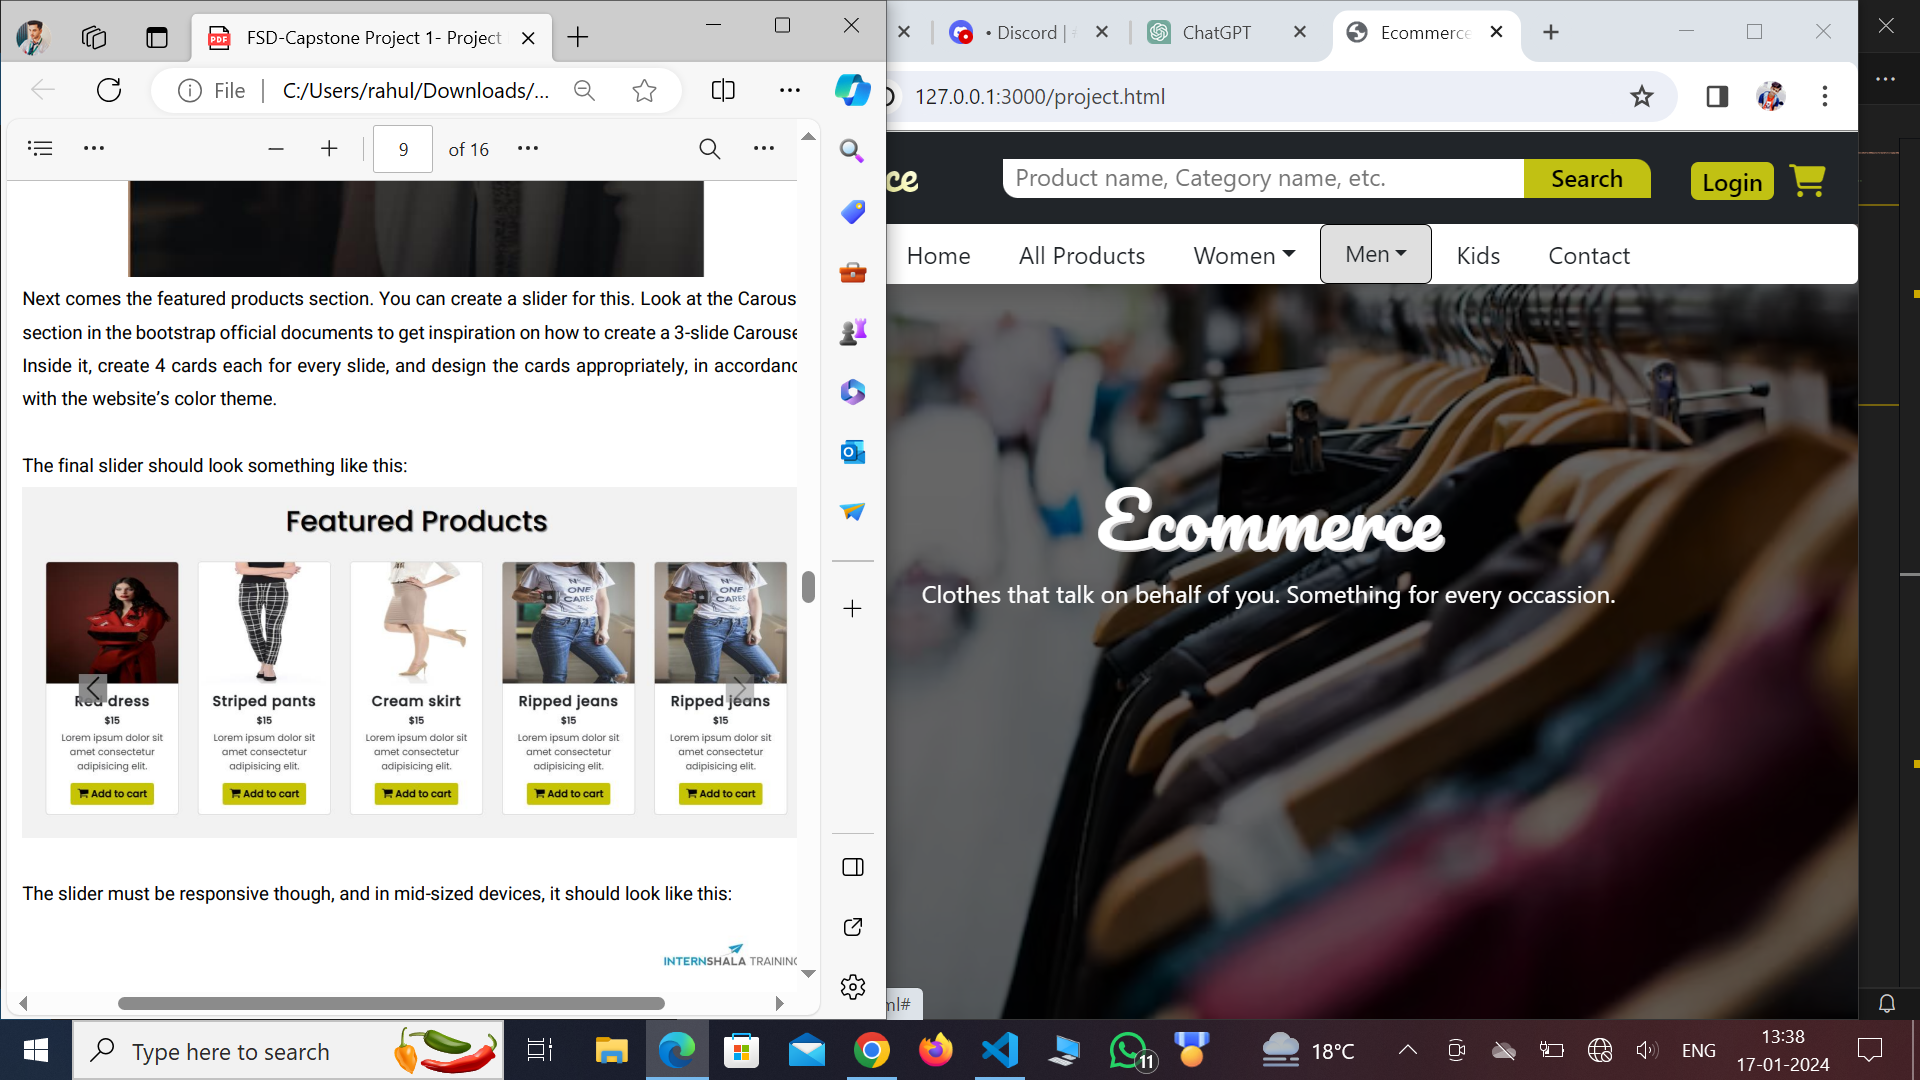 FSD-Capstone Project 1- Project
File
C:/Users/rahul/Downloads/...
9 of 16
Next comes the featured products section. You can create a slider for this. Look at the Carous
section in the bootstrap official documents to get inspiration on how to create a 3-slide Carouse
Inside it, create 4 cards each for every slide, and design the cards appropriately, in accordanc
with the website's color theme.
The final slider should look something like this:
Featured Products
Red dress
$15
Lorem ipsum dolor sit
amet consectetur
adipisicing elit.
Add to cart
Striped pants
$15
Lorem ipsum dolor sit
amet consectetur
adipisicing elit.
Add to cart
Cream skirt
$15
Lorem ipsum dolor sit
amet consectetur
adipisicing elit.
Add to cart
Ripped jeans
$15
Lorem ipsum dolor sit
amet consectetur
adipisicing elit.
Add to cart
Ripped jeans
$15
Lorem ipsum dolor sit
amet consectetur
adipisicing elit.
Add to cart
The slider must be responsive though, and in mid-sized devices, it should look like this:
INTERNSHALA TRAINING
• Discord |
ChatGPT
Ecommerce
127.0.0.1:3000/project.html
ce
Product name, Category name, etc.
Search
Login
Home
All Products
Women
Men
Kids
Contact
Ecommerce
Clothes that talk on behalf of you. Something for every occassion.
ml#
Type here to search
11
18°C
ENG
13:38
17-01-2024